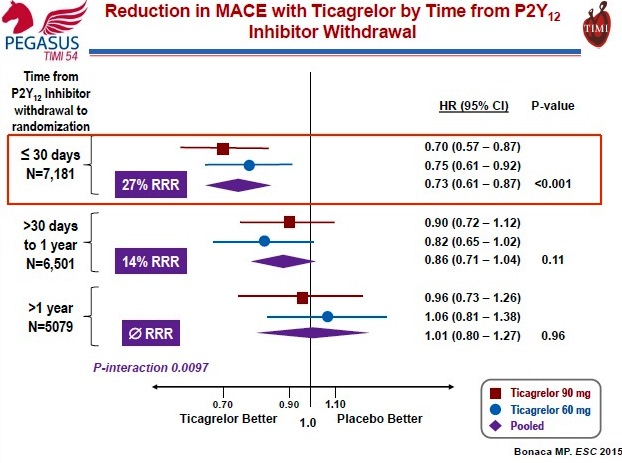 Reduction in MACE with Ticagrelor by Time from P2Y12
Inhibitor Withdrawal
PEGASUS
TIMI 54
TIMI
Time from
P2Y12 Inhibitor
withdrawal to
randomization
HR (95% CI) P-value
≤ 30 days
N=7,181
27% RRR
0.70 (0.57 – 0.87)
0.75 (0.61 – 0.92)
0.73 (0.61 – 0.87) <0.001
>30 days
to 1 year
N=6,501
14% RRR
0.90 (0.72 – 1.12)
0.82 (0.65 – 1.02)
0.86 (0.71 – 1.04) 0.11
>1 year
N=5079
∅ RRR
0.96 (0.73 – 1.26)
1.06 (0.81 – 1.38)
1.01 (0.80 – 1.27) 0.96
P-interaction 0.0097
0.70 0.90 1.10
Ticagrelor Better 1.0 Placebo Better
Ticagrelor 90 mg
Ticagrelor 60 mg
Pooled
Bonaca MP. ESC 2015